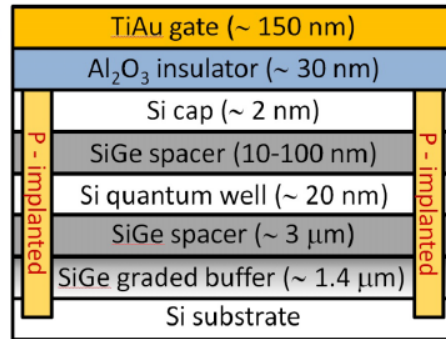 TiAu gate (~ 150 nm)
Al₂O₃ insulator (~ 30 nm)
Si cap (~ 2 nm)
SiGe spacer (10-100 nm)
Si quantum well (~ 20 nm)
SiGe spacer (~ 3 μm)
SiGe graded buffer (~ 1.4 μm)
Si substrate
P - implanted
P - implanted